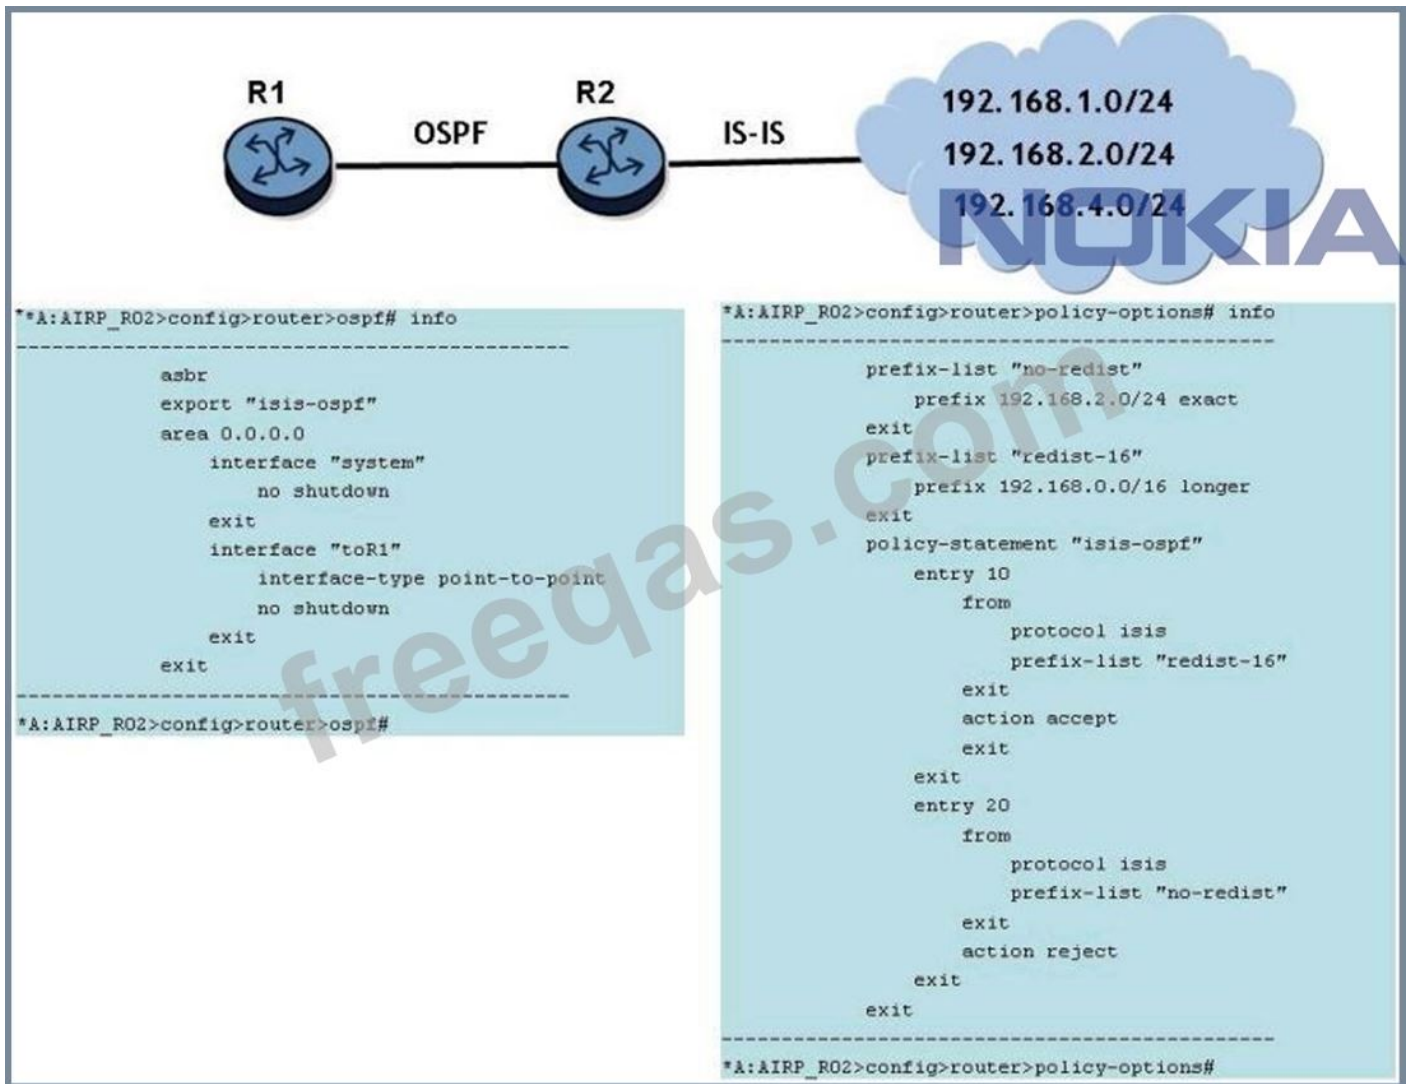 R1
R2
OSPF
IS-IS
192.168.1.0/24
192.168.2.0/24
192.168.4.0/24
NOKIA
**A:AIRP_R02>config>router>ospf# info
----------------------------------------------
asbr
export "isis-ospf"
area 0.0.0.0
interface "system"
no shutdown
exit
interface "toR1"
interface-type point-to-point
no shutdown
exit
exit
----------------------------------------------
*A:AIRP_R02>config>router>ospf#
*A:AIRP_R02>config>router>policy-options# info
----------------------------------------------
prefix-list "no-redist"
prefix 192.168.2.0/24 exact
exit
prefix-list "redist-16"
prefix 192.168.0.0/16 longer
exit
policy-statement "isis-ospf"
entry 10
from
protocol isis
prefix-list "redist-16"
exit
action accept
exit
exit
entry 20
from
protocol isis
prefix-list "no-redist"
exit
action reject
exit
exit
----------------------------------------------
*A:AIRP_R02>config>router>policy-options#
freeqas.com